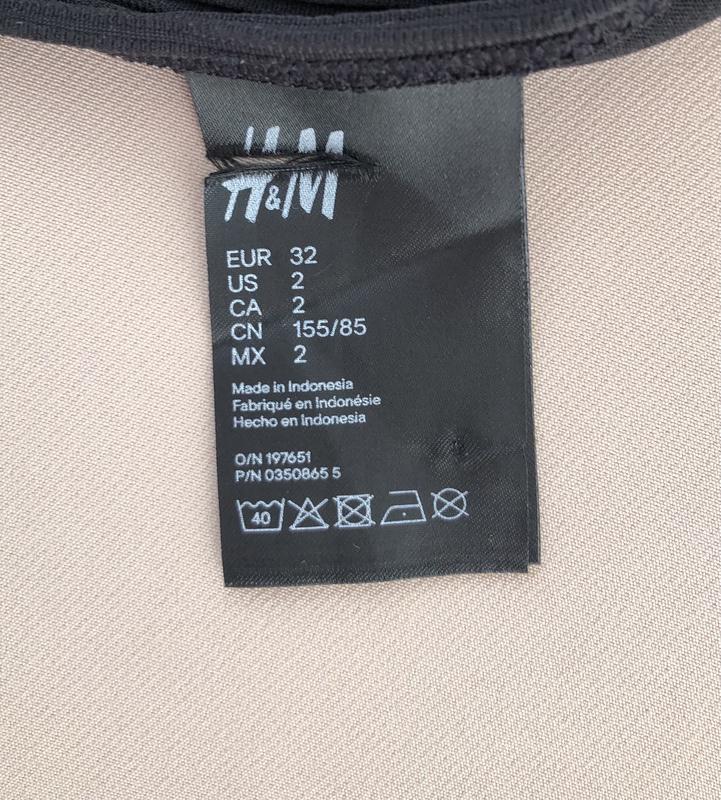 H&M
EUR 32
US 2
CA 2
CN 155/85
MX 2
Made in Indonesia
Fabriqué en Indonésie
Hecho en Indonesia
O/N 197651
P/N 0350865 5
40